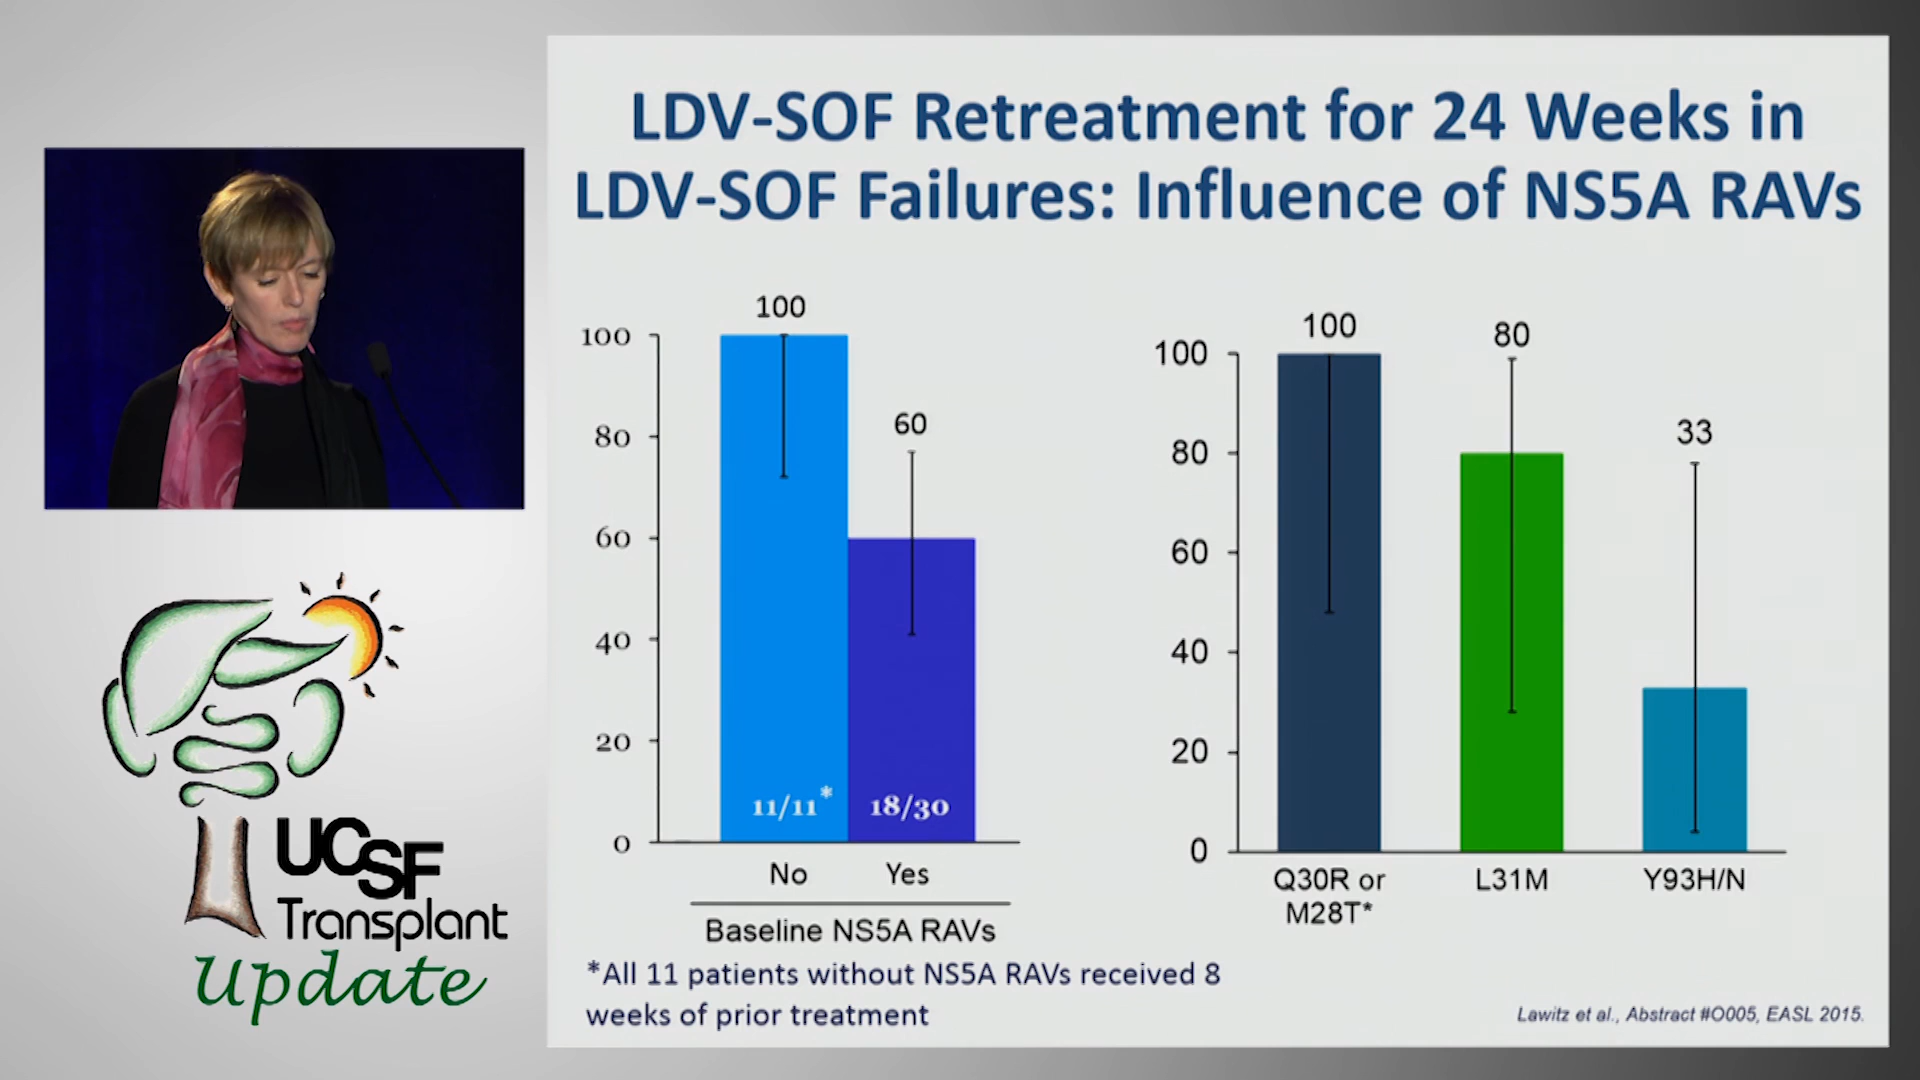 LDV-SOF Retreatment for 24 Weeks in
LDV-SOF Failures: Influence of NS5A RAVs
100
60
100
80
60
40
20
0
11/11*
18/30
No
Yes
Baseline NS5A RAVs
100
80
33
100
80
60
40
20
0
Q30R or
M28T*
L31M
Y93H/N
*All 11 patients without NS5A RAVs received 8
weeks of prior treatment
Lawitz et al., Abstract #O005, EASL 2015.
UCSF
Transplant
Update